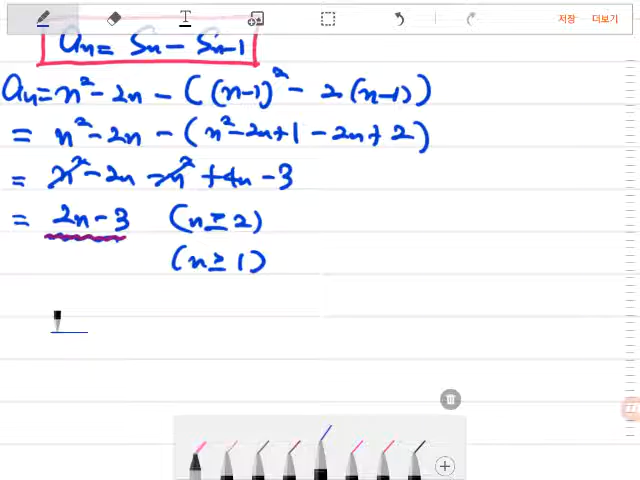 저장 더보기
aₙ = Sₙ − Sₙ₋₁
aₙ = n² − 2n − ((n−1)² − 2(n−1))
= n² − 2n − (n² − 2n + 1 − 2n + 2)
= n² − 2n − n² + 4n − 3
= 2n − 3 (n ≥ 2)
(n ≥ 1)